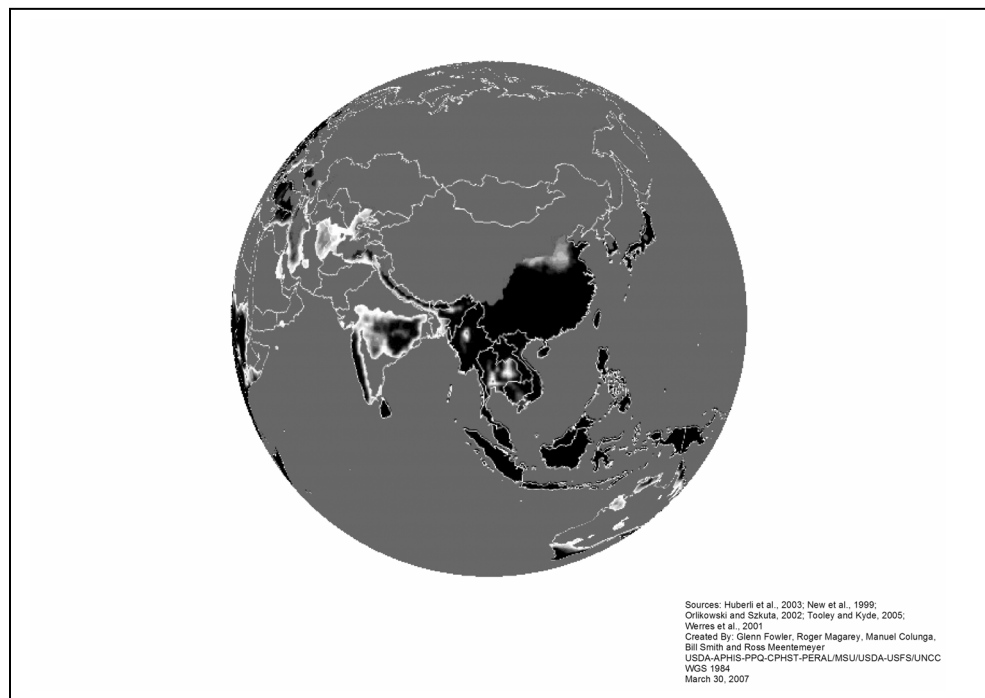 Sources: Huberli et al., 2003; New et al., 1999;
Orlikowski and Szkuta, 2002; Tooley and Kyde, 2005;
Werres et al., 2001
Created By: Glenn Fowler, Roger Magarey, Manuel Colunga,
Bill Smith and Ross Meentemeyer
USDA-APHIS-PPQ-CPHST-PERAL/MSU/USDA-USFS/UNCC
WGS 1984
March 30, 2007